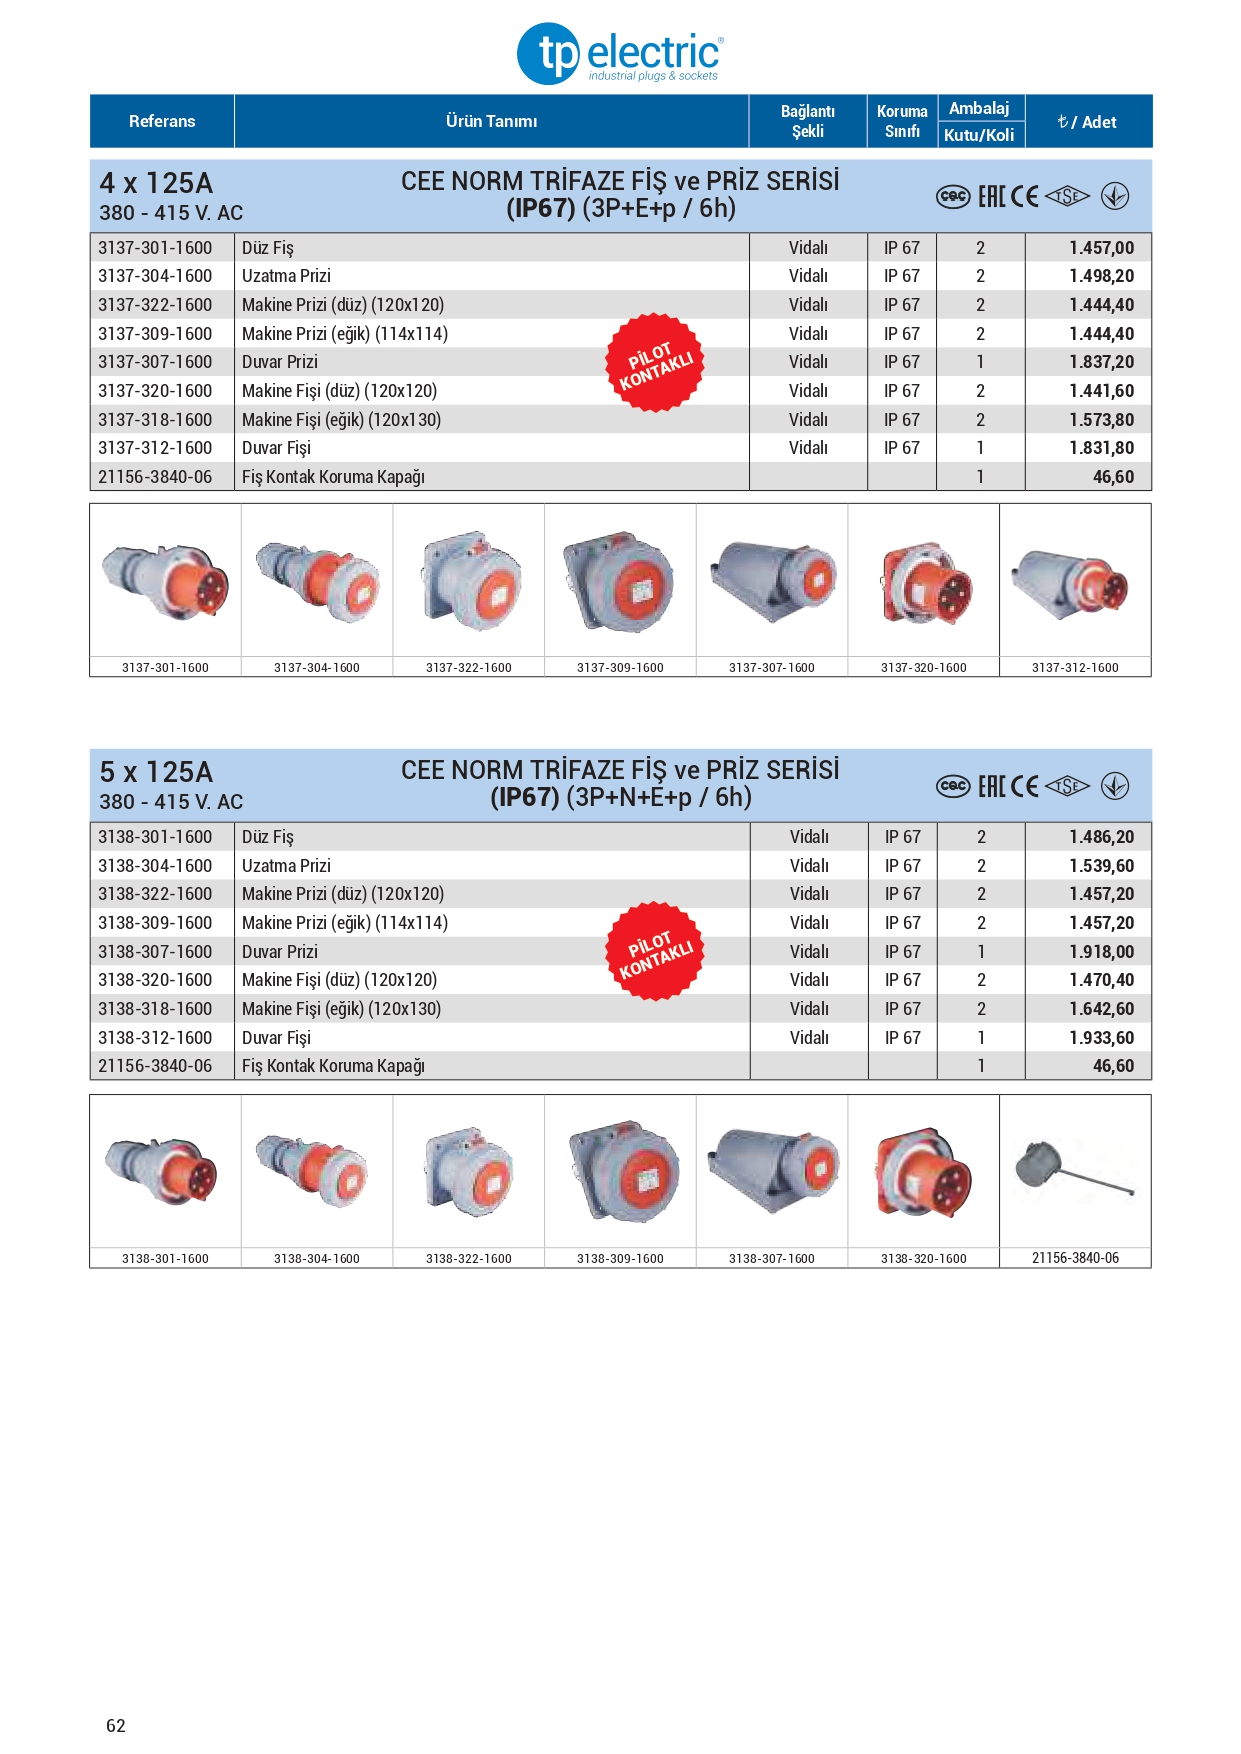 tp electric®
industrial plugs & sockets
Referans Ürün Tanımı Bağlantı Şekli Koruma Sınıfı Ambalaj Kutu/Koli ₺ / Adet
4 x 125A
380 - 415 V. AC
CEE NORM TRİFAZE FİŞ ve PRİZ SERİSİ
(IP67) (3P+E+p / 6h)
EAC CE TSE
3137-301-1600 Düz Fiş Vidalı IP 67 2 1.457,00
3137-304-1600 Uzatma Prizi Vidalı IP 67 2 1.498,20
3137-322-1600 Makine Prizi (düz) (120x120) Vidalı IP 67 2 1.444,40
3137-309-1600 Makine Prizi (eğik) (114x114) Vidalı IP 67 2 1.444,40
3137-307-1600 Duvar Prizi Vidalı IP 67 1 1.837,20
3137-320-1600 Makine Fişi (düz) (120x120) Vidalı IP 67 2 1.441,60
3137-318-1600 Makine Fişi (eğik) (120x130) Vidalı IP 67 2 1.573,80
3137-312-1600 Duvar Fişi Vidalı IP 67 1 1.831,80
21156-3840-06 Fiş Kontak Koruma Kapağı 1 46,60
PİLOT
KONTAKLI
3137-301-1600 3137-304-1600 3137-322-1600 3137-309-1600 3137-307-1600 3137-320-1600 3137-312-1600
5 x 125A
380 - 415 V. AC
CEE NORM TRİFAZE FİŞ ve PRİZ SERİSİ
(IP67) (3P+N+E+p / 6h)
EAC CE TSE
3138-301-1600 Düz Fiş Vidalı IP 67 2 1.486,20
3138-304-1600 Uzatma Prizi Vidalı IP 67 2 1.539,60
3138-322-1600 Makine Prizi (düz) (120x120) Vidalı IP 67 2 1.457,20
3138-309-1600 Makine Prizi (eğik) (114x114) Vidalı IP 67 2 1.457,20
3138-307-1600 Duvar Prizi Vidalı IP 67 1 1.918,00
3138-320-1600 Makine Fişi (düz) (120x120) Vidalı IP 67 2 1.470,40
3138-318-1600 Makine Fişi (eğik) (120x130) Vidalı IP 67 2 1.642,60
3138-312-1600 Duvar Fişi Vidalı IP 67 1 1.933,60
21156-3840-06 Fiş Kontak Koruma Kapağı 1 46,60
PİLOT
KONTAKLI
3138-301-1600 3138-304-1600 3138-322-1600 3138-309-1600 3138-307-1600 3138-320-1600 21156-3840-06
62